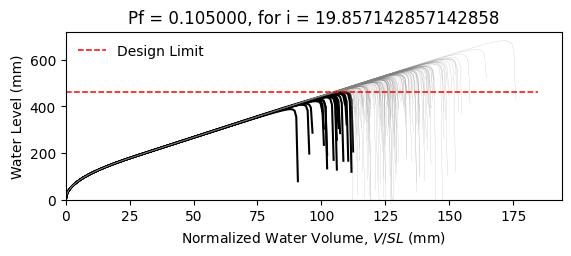 Pf = 0.105000, for i = 19.857142857142858
Design Limit
Water Level (mm)
600
400
200
0
0 25 50 75 100 125 150 175
Normalized Water Volume, V/SL (mm)